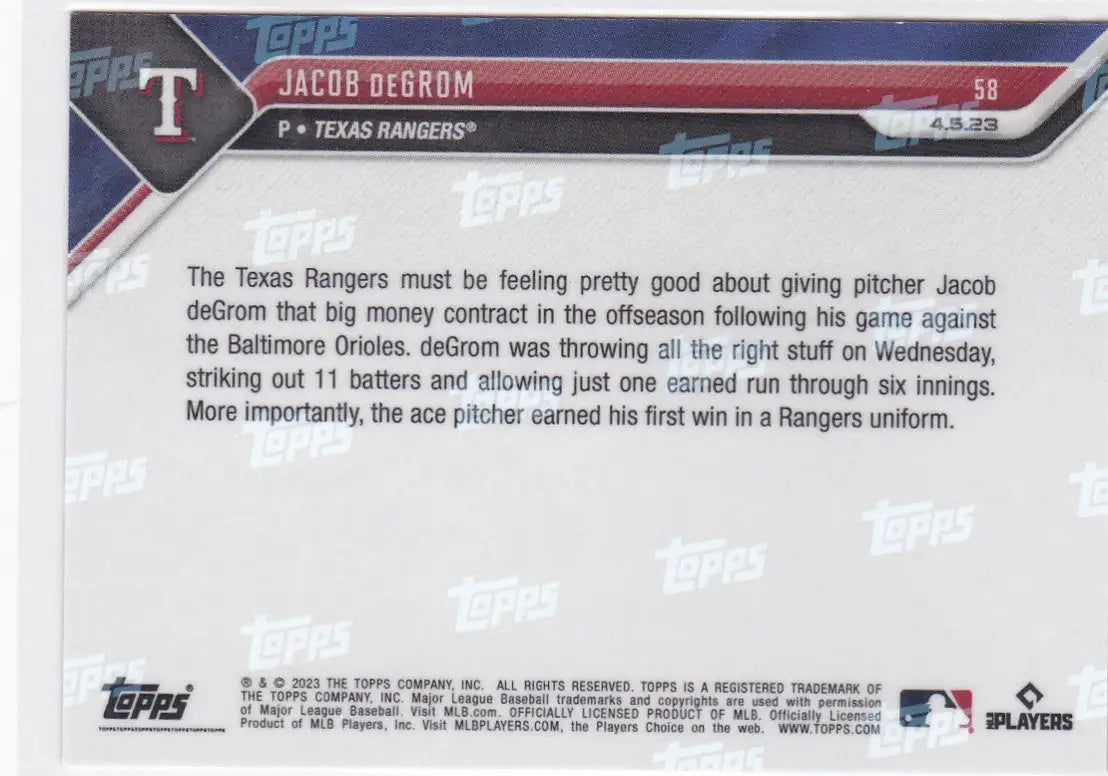 T
JACOB DEGROM
58
4.5.23
P • TEXAS RANGERS®
The Texas Rangers must be feeling pretty good about giving pitcher Jacob
deGrom that big money contract in the offseason following his game against
the Baltimore Orioles. deGrom was throwing all the right stuff on Wednesday,
striking out 11 batters and allowing just one earned run through six innings.
More importantly, the ace pitcher earned his first win in a Rangers uniform.
topps®
TOPPSTOPPSTOPPSTOPPSTOPPSTOPPSTOPPS
® & © 2023 THE TOPPS COMPANY, INC. ALL RIGHTS RESERVED. TOPPS IS A REGISTERED TRADEMARK OF
THE TOPPS COMPANY, INC. Major League Baseball trademarks and copyrights are used with permission
of Major League Baseball. Visit MLB.com. OFFICIALLY LICENSED PRODUCT OF MLB. Officially Licensed
Product of MLB Players, Inc. Visit MLBPLAYERS.COM, the Players Choice on the web. WWW.TOPPS.COM
MLB PLAYERS